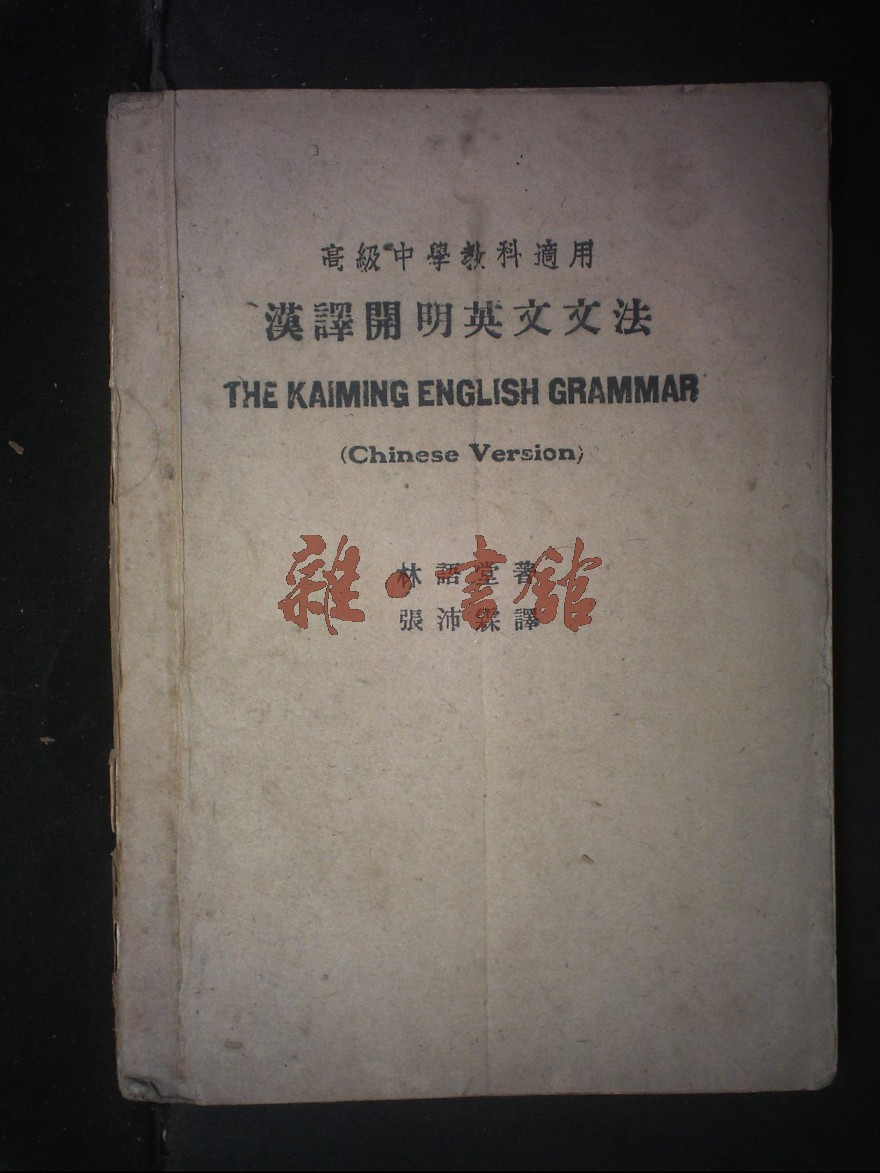 高級中學教科適用
漢譯開明英文文法
THE KAIMING ENGLISH GRAMMAR
(Chinese Version)
林語堂著
張沛霖譯
雜·書館